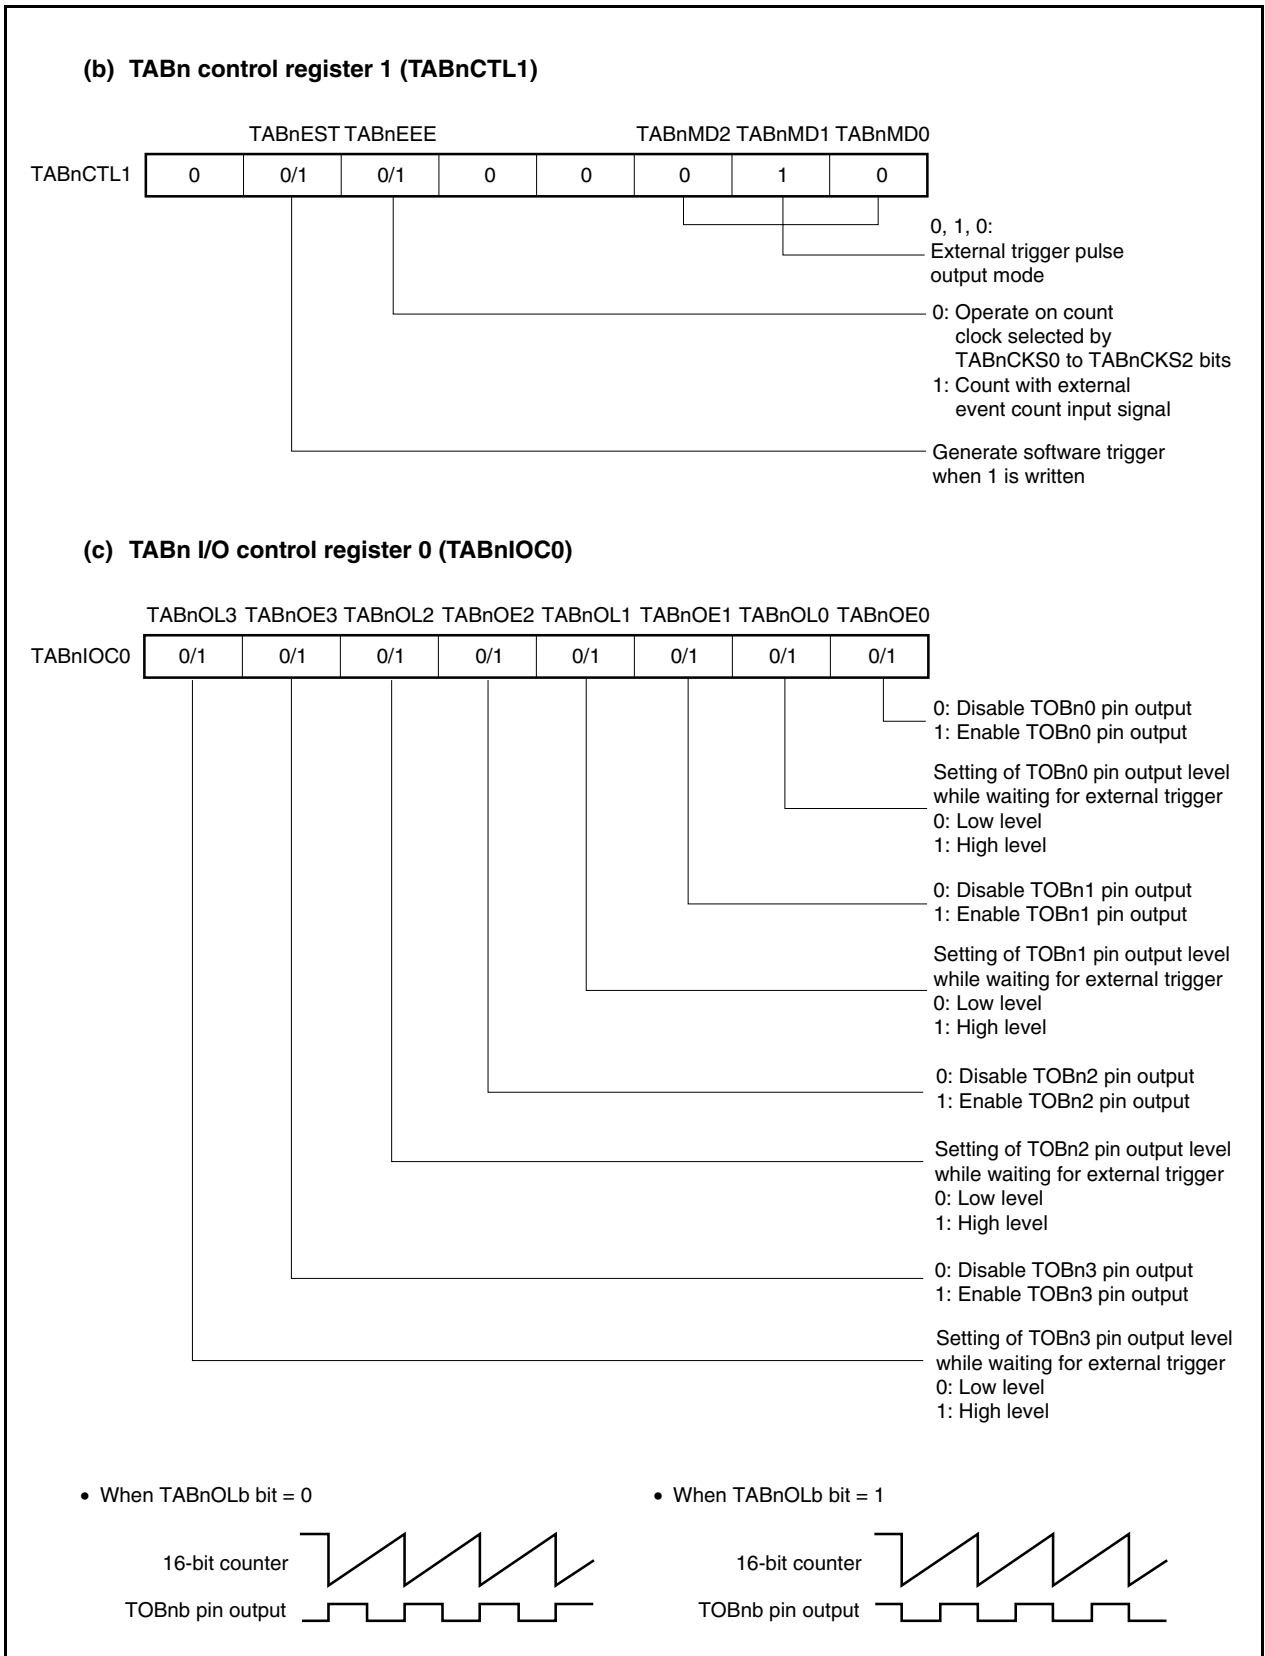 (b) TABn control register 1 (TABnCTL1)
TABnEST TABnEEE TABnMD2 TABnMD1 TABnMD0
TABnCTL1 0 0/1 0/1 0 0 0 1 0
0, 1, 0:
External trigger pulse
output mode
0: Operate on count
clock selected by
TABnCKS0 to TABnCKS2 bits
1: Count with external
event count input signal
Generate software trigger
when 1 is written
(c) TABn I/O control register 0 (TABnIOC0)
TABnOL3 TABnOE3 TABnOL2 TABnOE2 TABnOL1 TABnOE1 TABnOL0 TABnOE0
TABnIOC0 0/1 0/1 0/1 0/1 0/1 0/1 0/1 0/1
0: Disable TOBn0 pin output
1: Enable TOBn0 pin output
Setting of TOBn0 pin output level
while waiting for external trigger
0: Low level
1: High level
0: Disable TOBn1 pin output
1: Enable TOBn1 pin output
Setting of TOBn1 pin output level
while waiting for external trigger
0: Low level
1: High level
0: Disable TOBn2 pin output
1: Enable TOBn2 pin output
Setting of TOBn2 pin output level
while waiting for external trigger
0: Low level
1: High level
0: Disable TOBn3 pin output
1: Enable TOBn3 pin output
Setting of TOBn3 pin output level
while waiting for external trigger
0: Low level
1: High level
• When TABnOLb bit = 0
16-bit counter
TOBnb pin output
• When TABnOLb bit = 1
16-bit counter
TOBnb pin output